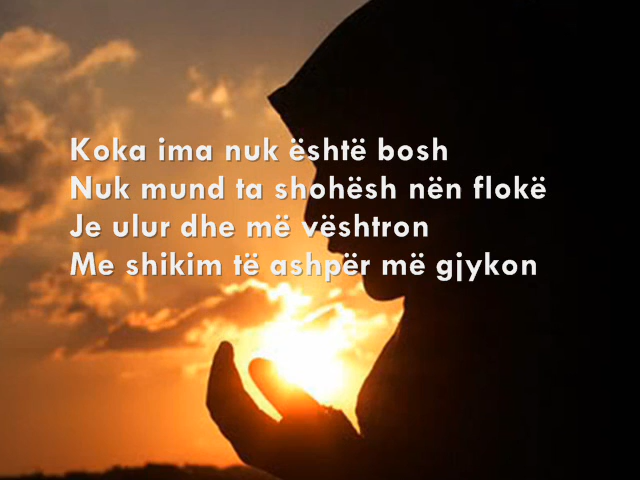 Koka ima nuk është bosh
Nuk mund ta shohësh nën flokë
Je ulur dhe më vështron
Me shikim të ashpër më gjykon